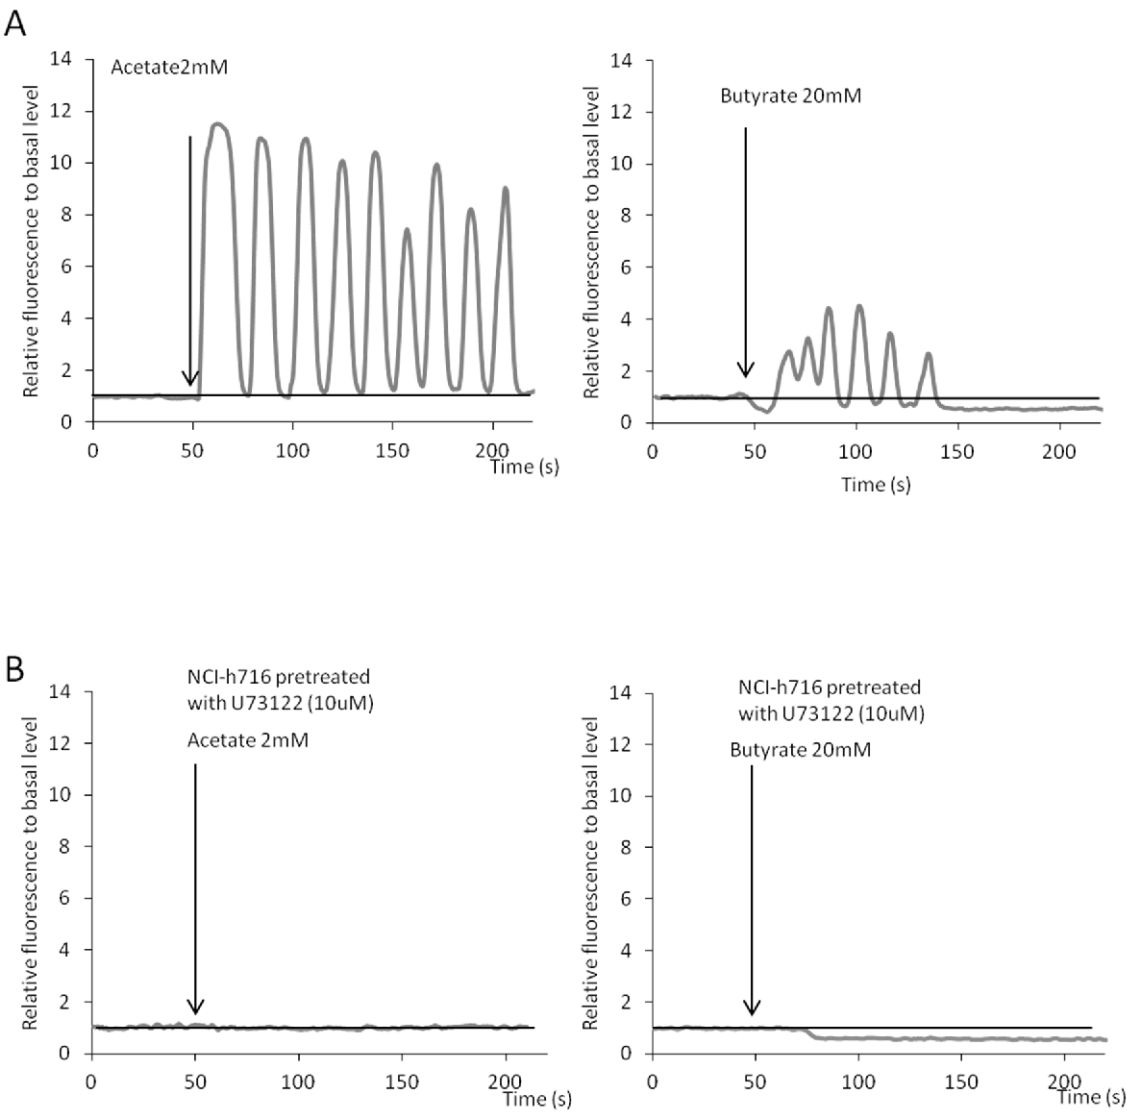 A
Relative fluorescence to basal level
14
12
10
8
6
4
2
0
Acetate2mM
0 50 100 150 200
Time (s)
Relative fluorescence to basal level
14
12
10
8
6
4
2
0
Butyrate 20mM
0 50 100 150 200
Time (s)
B
Relative fluorescence to basal level
14
12
10
8
6
4
2
0
NCI-h716 pretreated
with U73122 (10uM)
Acetate 2mM
0 50 100 150 200
Time (s)
Relative fluorescence to basal level
14
12
10
8
6
4
2
0
NCI-h716 pretreated
with U73122 (10uM)
Butyrate 20mM
0 50 100 150 200
Time (s)